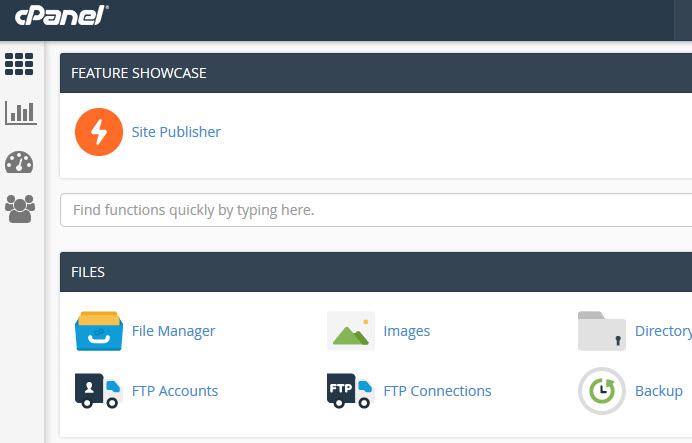 cPanel®
FEATURE SHOWCASE
Site Publisher
Find functions quickly by typing here.
FILES
File Manager
Images
Directory
FTP Accounts
FTP
FTP Connections
Backup